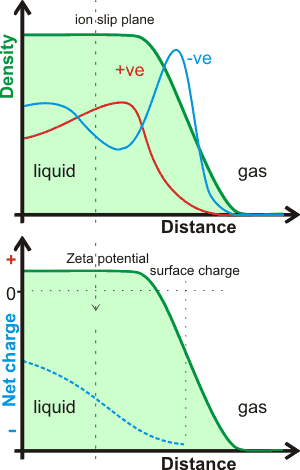 ion slip plane
Density
+ve
-ve
liquid
gas
Distance
Zeta potential
surface charge
+
0
Net charge
-
liquid
gas
Distance